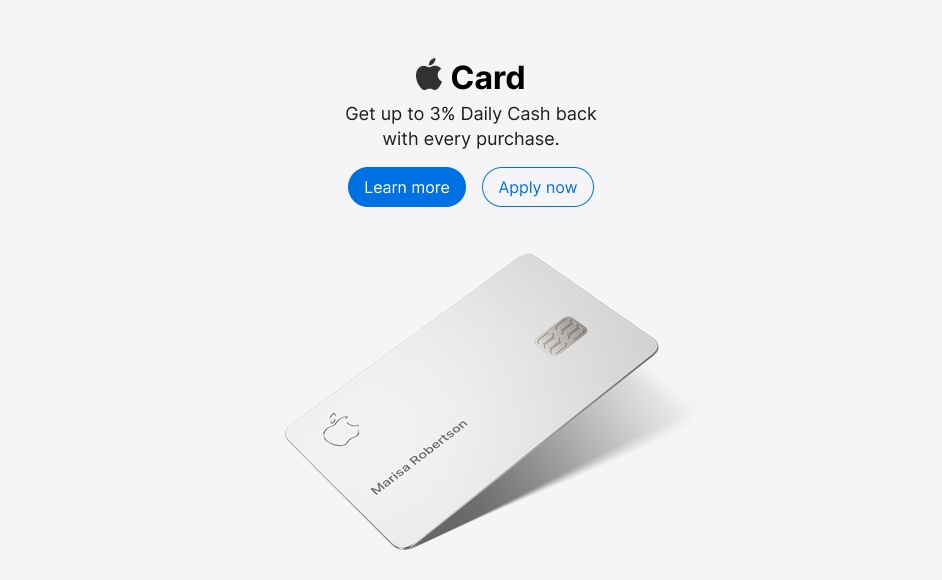 Card
Get up to 3% Daily Cash back
with every purchase.
Learn more
Apply now
Marisa Robertson